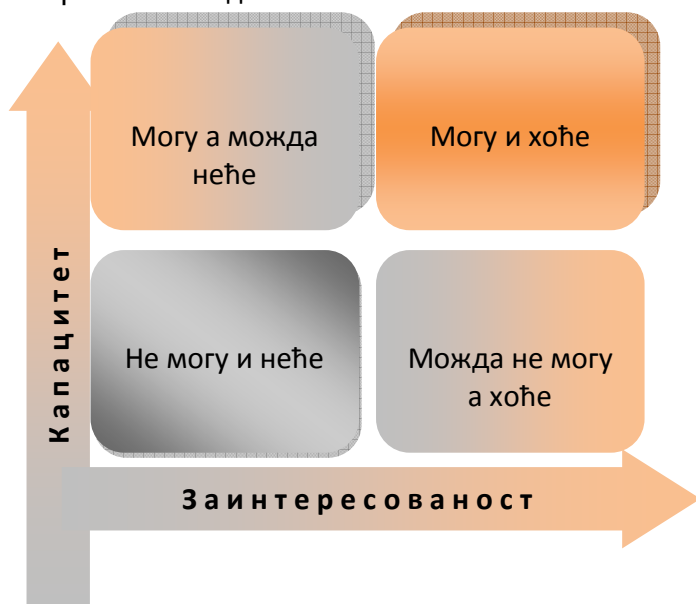 Могу а можда
неће
Могу и хоће
Не могу и неће
Можда не могу
а хоће
Капацитет
Заинтересованост